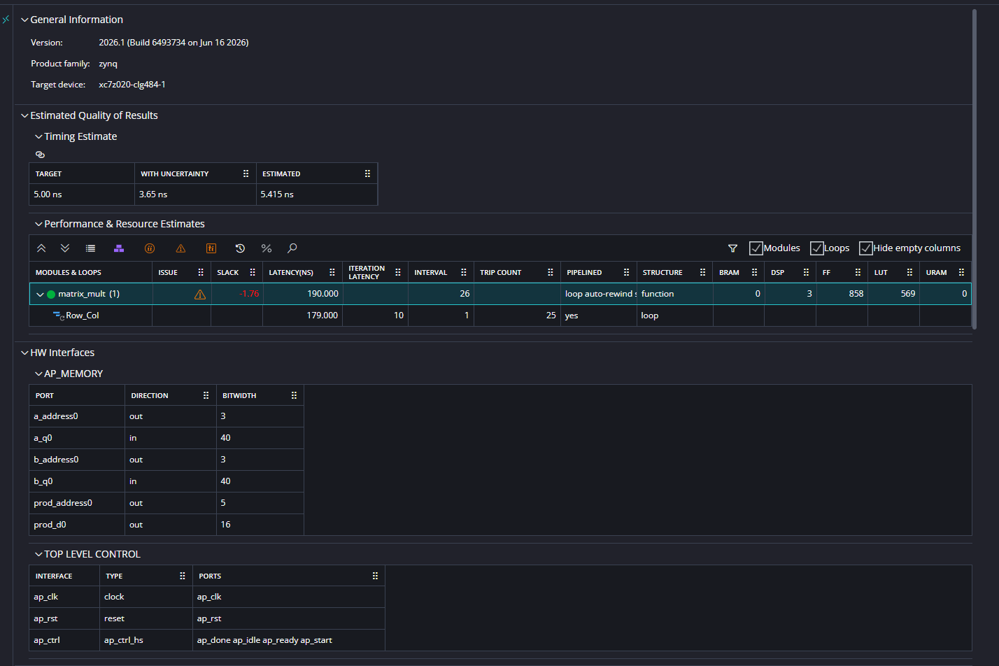 General Information
Version: 2026.1 (Build 6493734 on Jun 16 2026)
Product family: zynq
Target device: xc7z020-clg484-1
Estimated Quality of Results
Timing Estimate
TARGET WITH UNCERTAINTY ESTIMATED
5.00 ns 3.65 ns 5.415 ns
Performance & Resource Estimates
% Modules Loops Hide empty columns
MODULES & LOOPS ISSUE SLACK LATENCY(NS) ITERATION LATENCY INTERVAL TRIP COUNT PIPELINED STRUCTURE BRAM DSP FF LUT URAM
matrix_mult (1) -1.76 190.000 26 loop auto-rewind s function 0 3 858 569 0
Row_Col 179.000 10 1 25 yes loop
HW Interfaces
AP_MEMORY
PORT DIRECTION BITWIDTH
a_address0 out 3
a_q0 in 40
b_address0 out 3
b_q0 in 40
prod_address0 out 5
prod_d0 out 16
TOP LEVEL CONTROL
INTERFACE TYPE PORTS
ap_clk clock ap_clk
ap_rst reset ap_rst
ap_ctrl ap_ctrl_hs ap_done ap_idle ap_ready ap_start